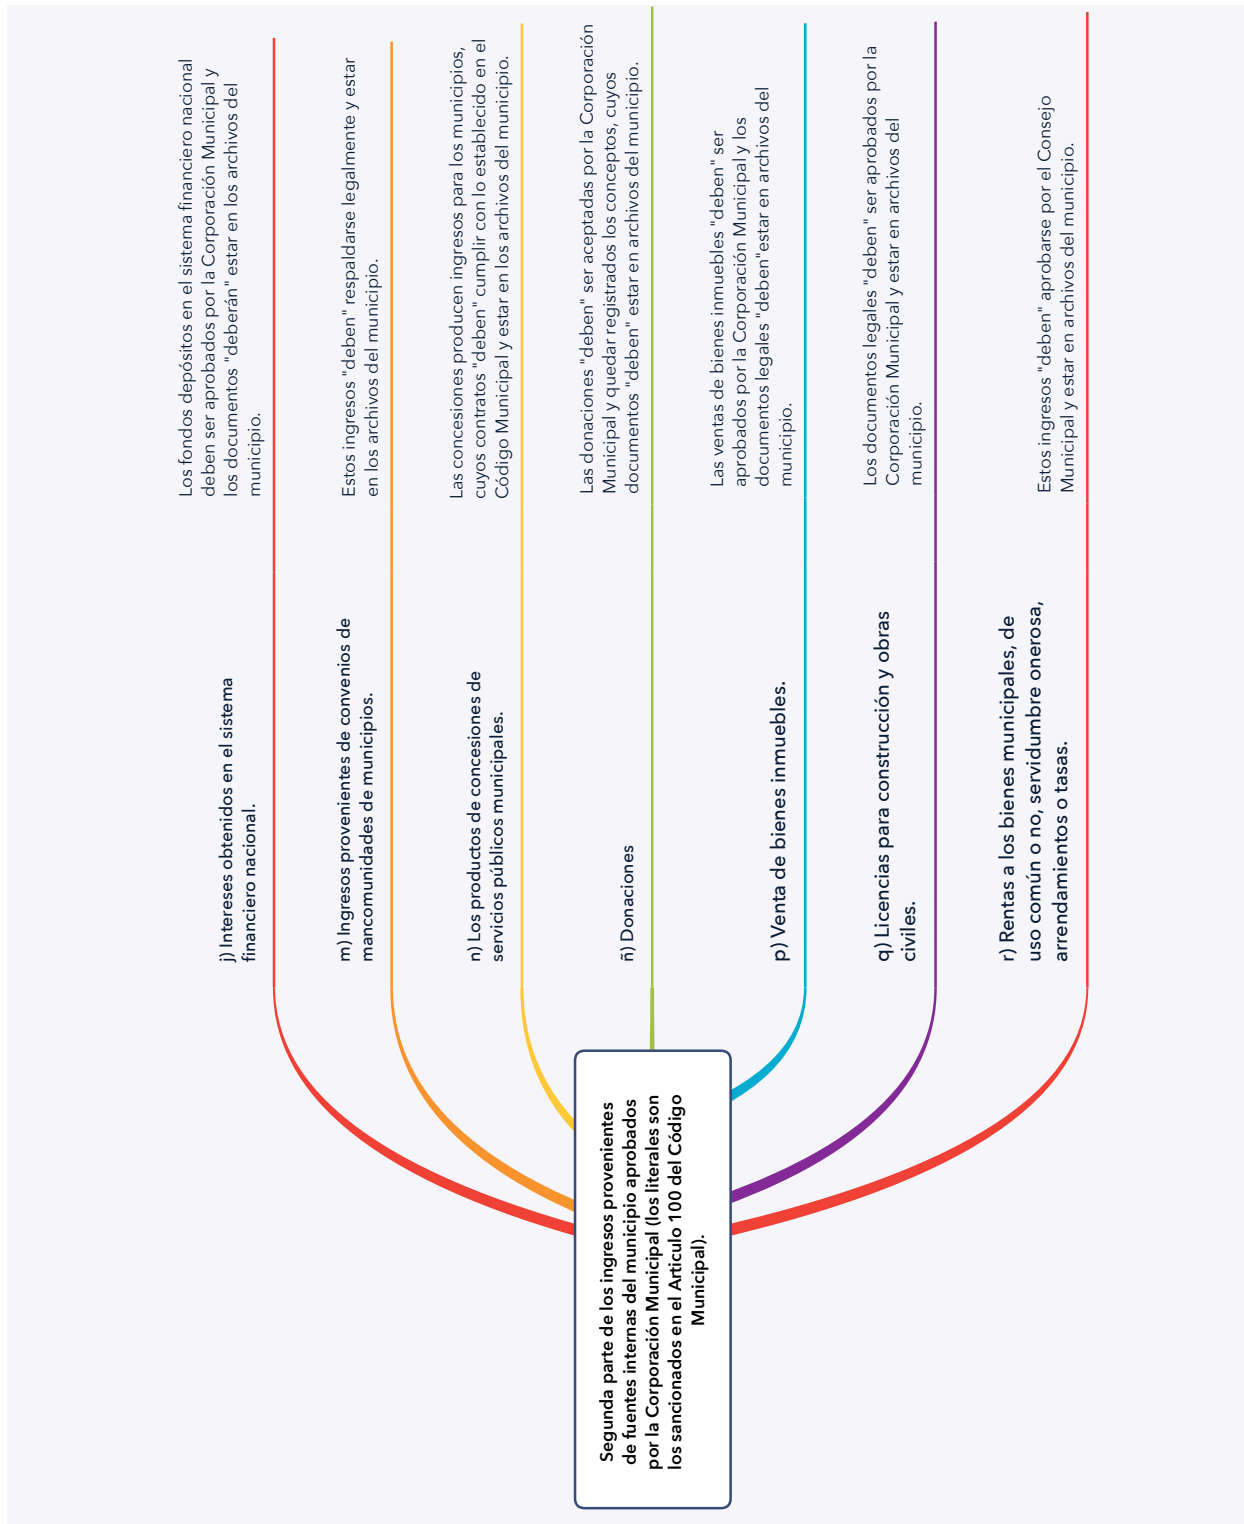 Segunda parte de los ingresos provenientes
de fuentes internas del municipio aprobados
por la Corporación Municipal (los literales son
los sancionados en el Articulo 100 del Código
Municipal).
j) Intereses obtenidos en el sistema
financiero nacional.
Los fondos depósitos en el sistema financiero nacional
deben ser aprobados por la Corporación Municipal y
los documentos "deberán" estar en los archivos del
municipio.
m) Ingresos provenientes de convenios de
mancomunidades de municipios.
Estos ingresos "deben" respaldarse legalmente y estar
en los archivos del municipio.
n) Los productos de concesiones de
servicios públicos municipales.
Las concesiones producen ingresos para los municipios,
cuyos contratos "deben" cumplir con lo establecido en el
Código Municipal y estar en los archivos del municipio.
ñ) Donaciones
Las donaciones "deben" ser aceptadas por la Corporación
Municipal y quedar registrados los conceptos, cuyos
documentos "deben" estar en archivos del municipio.
p) Venta de bienes inmuebles.
Las ventas de bienes inmuebles "deben" ser
aprobados por la Corporación Municipal y los
documentos legales "deben"estar en archivos del
municipio.
q) Licencias para construcción y obras
civiles.
Los documentos legales "deben" ser aprobados por la
Corporación Municipal y estar en archivos del
municipio.
r) Rentas a los bienes municipales, de
uso común o no, servidumbre onerosa,
arrendamientos o tasas.
Estos ingresos "deben" aprobarse por el Consejo
Municipal y estar en archivos del municipio.